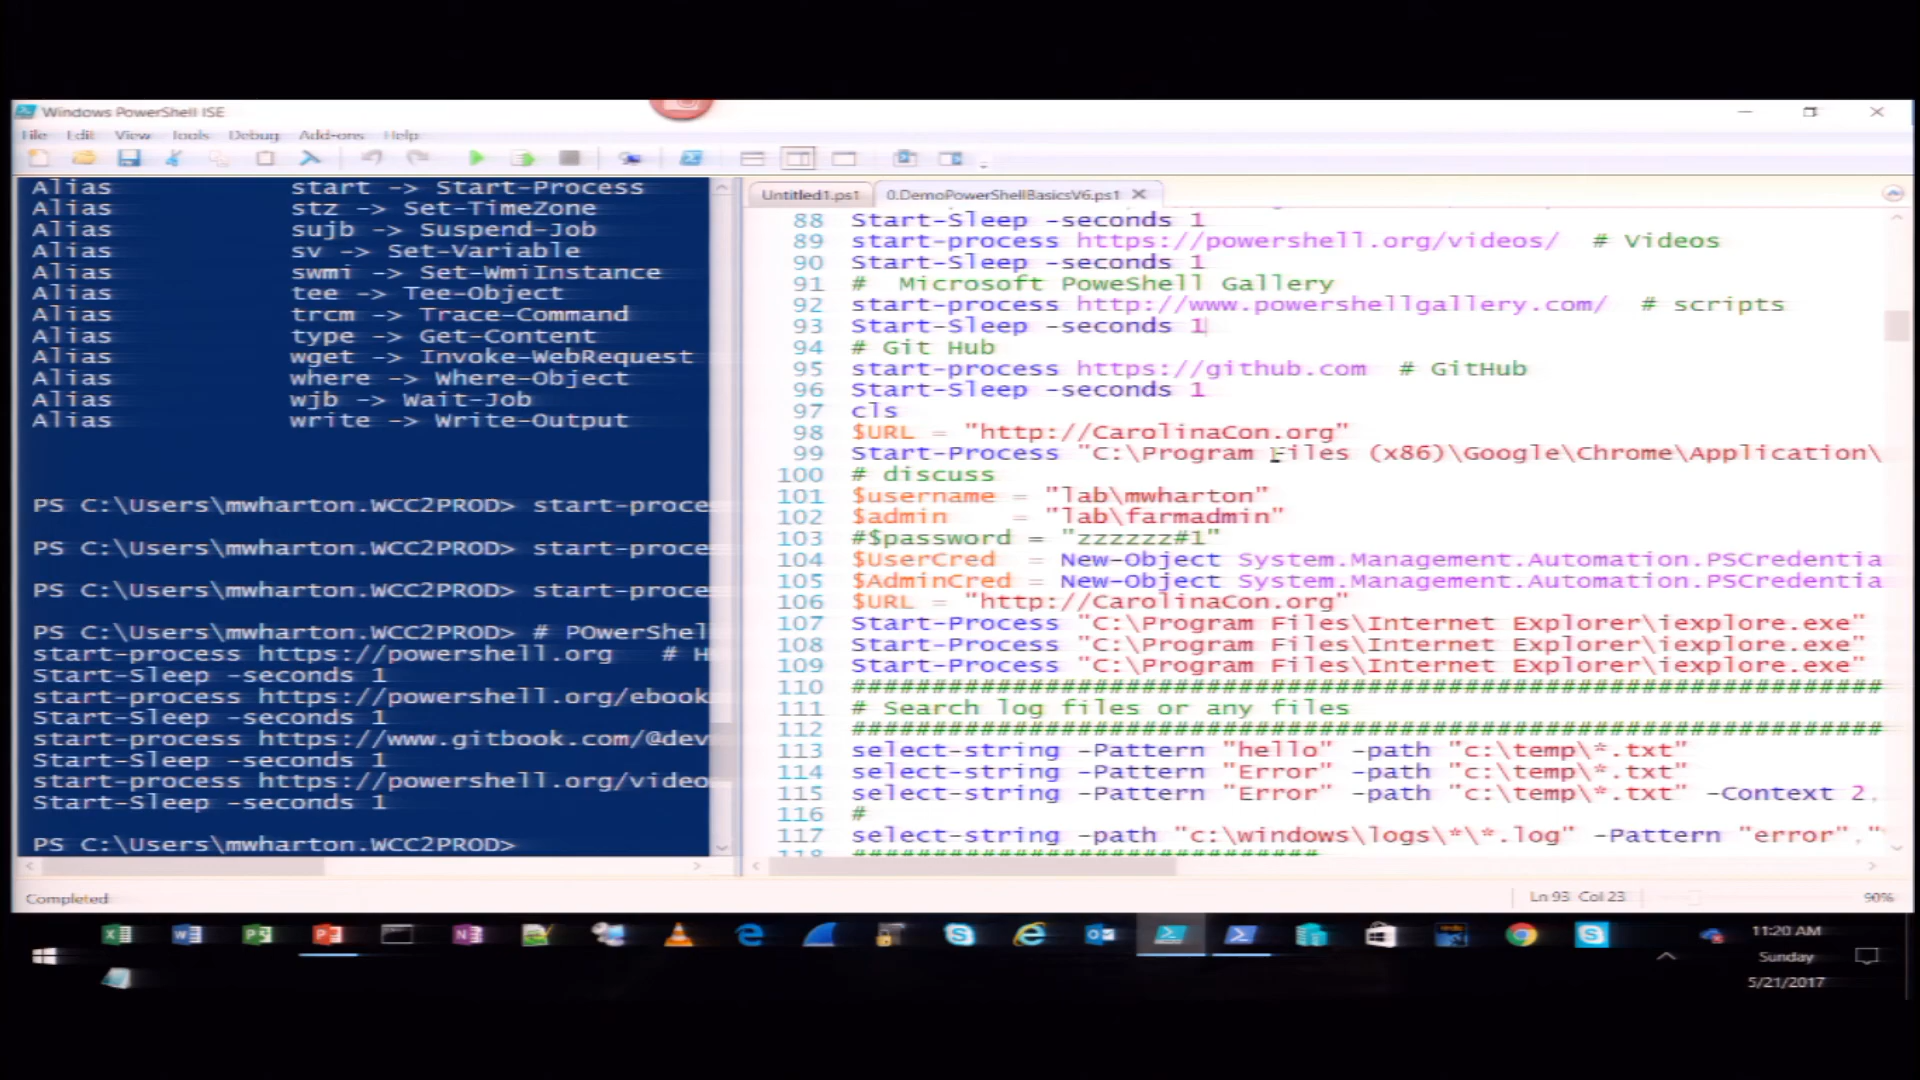 Windows PowerShell ISE
File Edit View Tools Debug Add-ons Help
Alias start -> Start-Process
Alias stz -> Set-TimeZone
Alias sujb -> Suspend-Job
Alias sv -> Set-Variable
Alias swmi -> Set-WmiInstance
Alias tee -> Tee-Object
Alias trcm -> Trace-Command
Alias type -> Get-Content
Alias wget -> Invoke-WebRequest
Alias where -> Where-Object
Alias wjb -> Wait-Job
Alias write -> Write-Output
PS C:\Users\mwharton.WCC2PROD> start-proce
PS C:\Users\mwharton.WCC2PROD> start-proce
PS C:\Users\mwharton.WCC2PROD> start-proce
PS C:\Users\mwharton.WCC2PROD> # POwerShel
start-process https://powershell.org # H
Start-Sleep -seconds 1
start-process https://powershell.org/ebook
Start-Sleep -seconds 1
start-process https://www.gitbook.com/@dev
Start-Sleep -seconds 1
start-process https://powershell.org/video
Start-Sleep -seconds 1
PS C:\Users\mwharton.WCC2PROD>
Untitled1.ps1 0.DemoPowerShellBasicsV6.ps1
88 Start-Sleep -seconds 1
89 start-process https://powershell.org/videos/ # Videos
90 Start-Sleep -seconds 1
91 # Microsoft PoweShell Gallery
92 start-process http://www.powershellgallery.com/ # scripts
93 Start-Sleep -seconds 1
94 # Git Hub
95 start-process https://github.com # GitHub
96 Start-Sleep -seconds 1
97 cls
98 $URL = "http://CarolinaCon.org"
99 Start-Process "C:\Program Files (x86)\Google\Chrome\Application\
100 # discuss
101 $username = "lab\mwharton"
102 $admin = "lab\farmadmin"
103 #$password = "zzzzzz#1"
104 $UserCred = New-Object System.Management.Automation.PSCredentia
105 $AdminCred = New-Object System.Management.Automation.PSCredentia
106 $URL = "http://CarolinaCon.org"
107 Start-Process "C:\Program Files\Internet Explorer\iexplore.exe"
108 Start-Process "C:\Program Files\Internet Explorer\iexplore.exe"
109 Start-Process "C:\Program Files\Internet Explorer\iexplore.exe"
110 ################################################################
111 # Search log files or any files
112 ################################################################
113 select-string -Pattern "hello" -path "c:\temp\*.txt"
114 select-string -Pattern "Error" -path "c:\temp\*.txt"
115 select-string -Pattern "Error" -path "c:\temp\*.txt" -Context 2,
116 #
117 select-string -path "c:\windows\logs\*\*.log" -Pattern "error","
118 #############################
Completed
Ln 93 Col 23
90%
11:20 AM
Sunday
5/21/2017